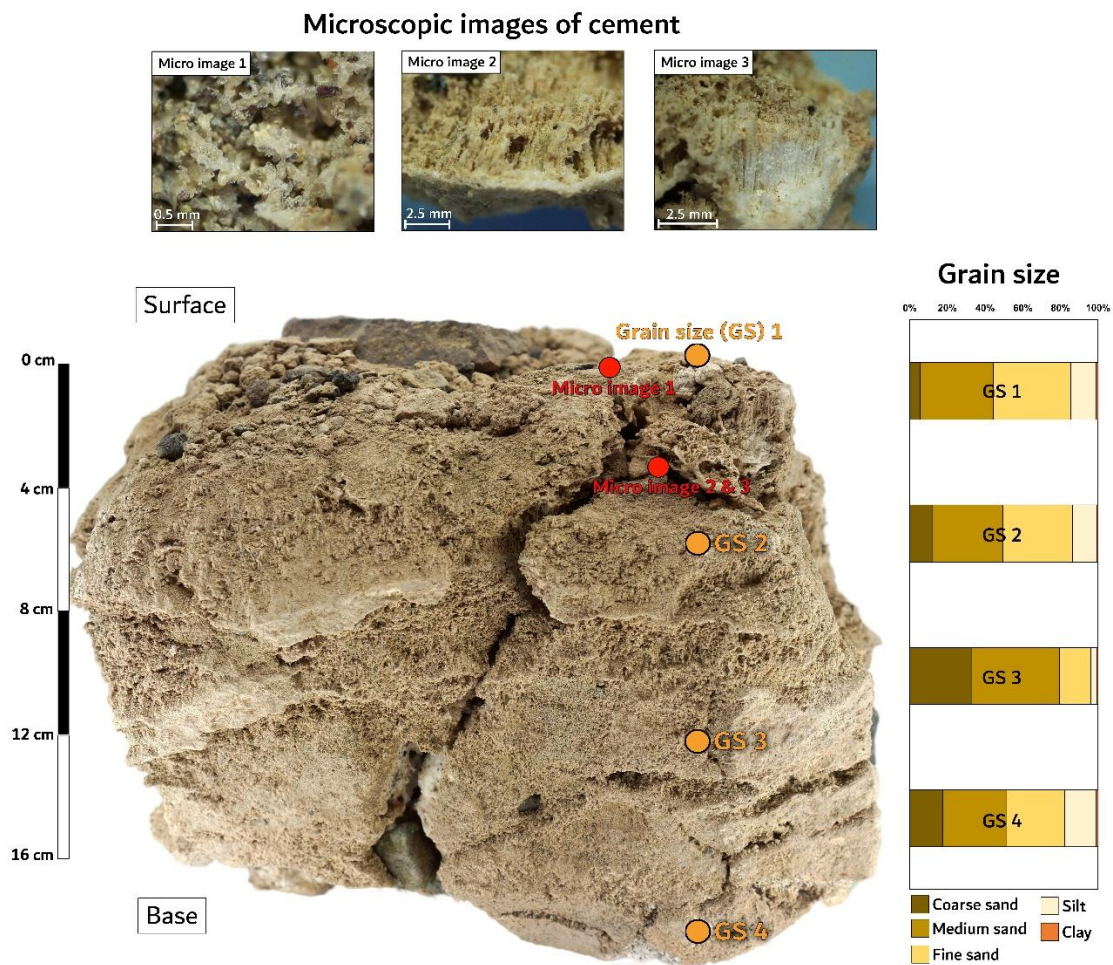 Microscopic images of cement
Micro image 1
Micro image 2
Micro image 3
0.5 mm
2.5 mm
2.5 mm
Grain size
0% 20% 40% 60% 80% 100%
Surface
Grain size (GS) 1
0 cm
Micro image 1
GS 1
Micro image 2 & 3
4 cm
GS 2
GS 2
8 cm
GS 3
12 cm
GS 3
GS 4
16 cm
Base
GS 4
Coarse sand
Silt
Medium sand
Clay
Fine sand